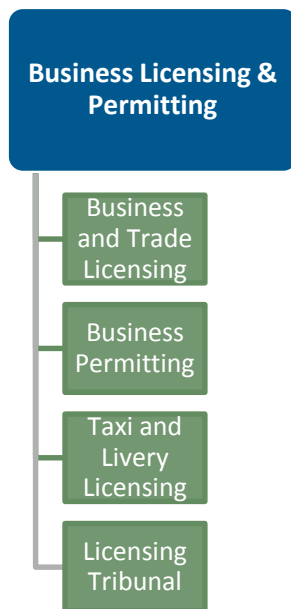 Business Licensing &
Permitting
Business
and Trade
Licensing
Business
Permitting
Taxi and
Livery
Licensing
Licensing
Tribunal